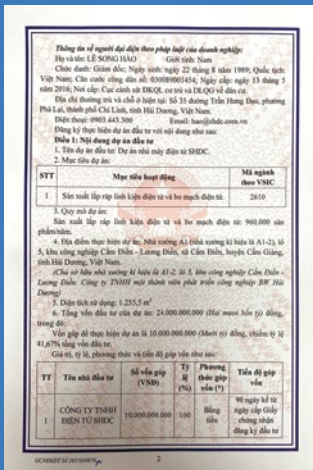 Thông tin về người đại diện theo pháp luật của doanh nghiệp:
Họ và tên: LÊ SONG HÀO Giới tính: Nam
Chức danh: Giám đốc; Ngày sinh: ngày 22 tháng 8 năm 1989; Quốc tịch:
Việt Nam; Căn cước công dân số: 030089001454; Ngày cấp: ngày 13 tháng 5
năm 2016; Nơi cấp: Cục cảnh sát ĐKQL cư trú và DLQG về dân cư.
Địa chỉ thường trú và chỗ ở hiện tại: Số 35 đường Trần Hưng Đạo, phường
Phả Lại, thành phố Chí Linh, tỉnh Hải Dương, Việt Nam.
Điện thoại: 0903.443.300 Email: hao@shdc.com.vn
Đăng ký thực hiện dự án đầu tư với nội dung như sau:
Điều 1: Nội dung dự án đầu tư
1. Tên dự án đầu tư: Dự án nhà máy điện tử SHDC.
2. Mục tiêu dự án:
STT Mục tiêu hoạt động Mã ngành
theo VSIC
1 Sản xuất lắp ráp linh kiện điện tử và bo mạch điện tử. 2610
3. Quy mô dự án:
Sản xuất lắp ráp linh kiện điện tử và bo mạch điện tử: 960.000 sản
phẩm/năm.
4. Địa điểm thực hiện dự án: Nhà xưởng A1 (nhà xưởng kí hiệu là A1-2), lô
5, khu công nghiệp Cẩm Điền - Lương Điền, xã Cẩm Điền, huyện Cẩm Giàng,
tỉnh Hải Dương, Việt Nam.
(Chủ sở hữu nhà xưởng kí hiệu là A1-2, lô 5, khu công nghiệp Cẩm Điền -
Lương Điền: Công ty TNHH một thành viên phát triển công nghiệp BW Hải
Dương)
5. Diện tích sử dụng: 1.255,5 m²
6. Tổng vốn đầu tư của dự án: 24.000.000.000 (Hai mươi bốn tỷ) đồng,
trong đó:
Vốn góp để thực hiện dự án là 10.000.000.000 (Mười tỷ) đồng, chiếm tỷ lệ
41,67% tổng vốn đầu tư.
Giá trị, tỷ lệ, phương thức và tiến độ góp vốn như sau:
TT Tên nhà đầu tư Số vốn góp
(VNĐ) Tỷ
lệ
(%) Phương
thức góp
vốn (*) Tiến độ góp
vốn
1 CÔNG TY TNHH
ĐIỆN TỬ SHDC 10.000.000.000 100 Bằng
tiền 90 ngày kể từ
ngày cấp Giấy
chứng nhận
đăng ký đầu tư
2